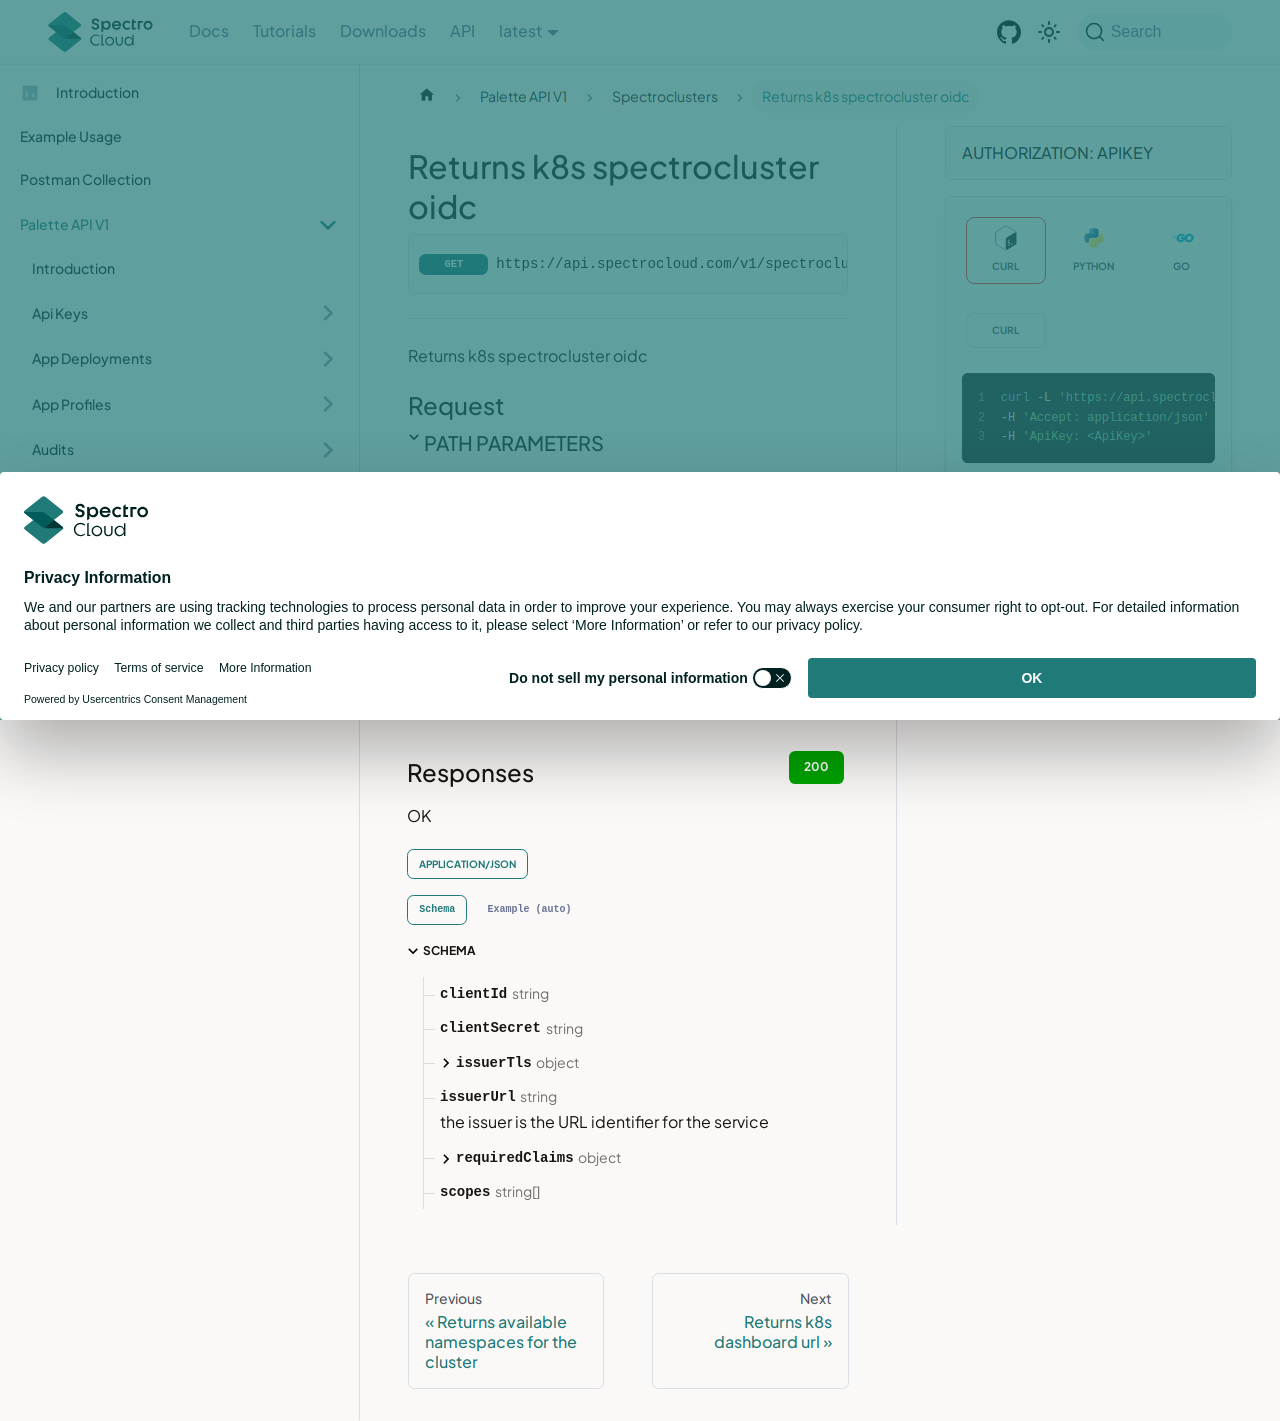 Spectro
Cloud
Docs
Tutorials
Downloads
API
latest
Search
Introduction
Example Usage
Postman Collection
Palette API V1
Introduction
Api Keys
App Deployments
App Profiles
Audits
Palette API V1
Spectroclusters
Returns k8s spectrocluster oidc
Returns k8s spectrocluster
oidc
GET
https://api.spectrocloud.com/v1/spectroclu
Returns k8s spectrocluster oidc
Request
PATH PARAMETERS
AUTHORIZATION: APIKEY
CURL
PYTHON
GO
CURL
1 curl -L 'https://api.spectrocl
2 -H 'Accept: application/json'
3 -H 'ApiKey: <ApiKey>'
Spectro
Cloud
Privacy Information
We and our partners are using tracking technologies to process personal data in order to improve your experience. You may always exercise your consumer right to opt-out. For detailed information
about personal information we collect and third parties having access to it, please select ‘More Information’ or refer to our privacy policy.
Privacy policy
Terms of service
More Information
Powered by Usercentrics Consent Management
Do not sell my personal information
OK
Responses
200
OK
APPLICATION/JSON
Schema
Example (auto)
SCHEMA
clientId string
clientSecret string
issuerTls object
issuerUrl string
the issuer is the URL identifier for the service
requiredClaims object
scopes string[]
Previous
« Returns available
namespaces for the
cluster
Next
Returns k8s
dashboard url »